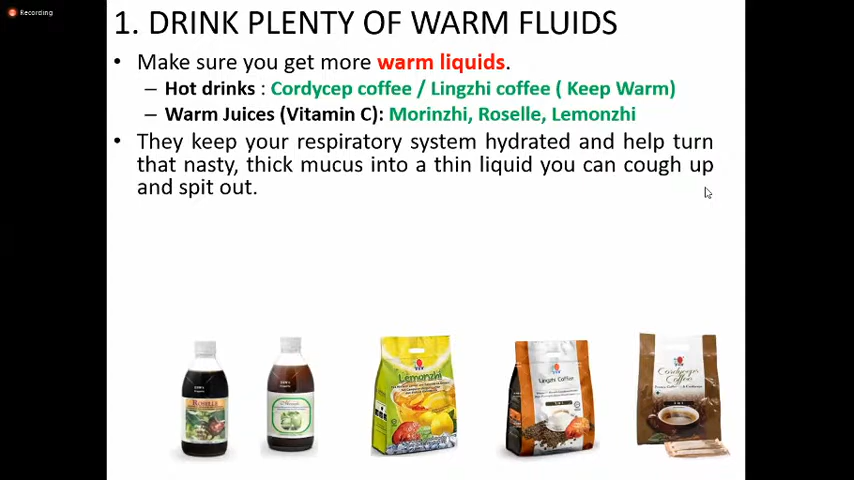 Recording
1. DRINK PLENTY OF WARM FLUIDS
• Make sure you get more warm liquids.
– Hot drinks : Cordycep coffee / Lingzhi coffee ( Keep Warm)
– Warm Juices (Vitamin C): Morinzhi, Roselle, Lemonzhi
• They keep your respiratory system hydrated and help turn
that nasty, thick mucus into a thin liquid you can cough up
and spit out.
Lemonzhi
Lingzhi Coffee
Cordyceps
Coffee
Roselle